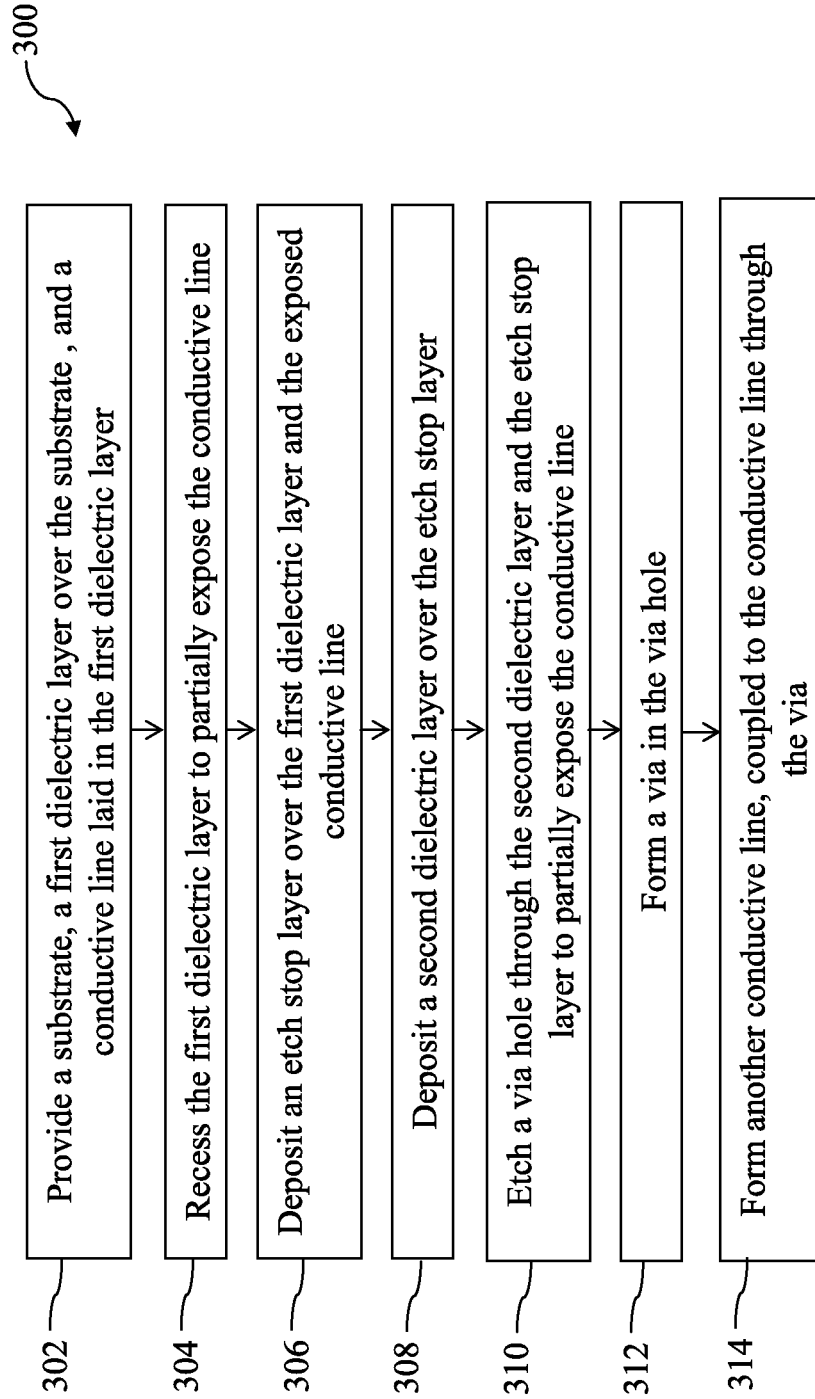 300
302
Provide a substrate, a first dielectric layer over the substrate , and a
conductive line laid in the first dielectric layer
304
Recess the first dielectric layer to partially expose the conductive line
306
Deposit an etch stop layer over the first dielectric layer and the exposed
conductive line
308
Deposit a second dielectric layer over the etch stop layer
310
Etch a via hole through the second dielectric layer and the etch stop
layer to partially expose the conductive line
312
Form a via in the via hole
314
Form another conductive line, coupled to the conductive line through
the via